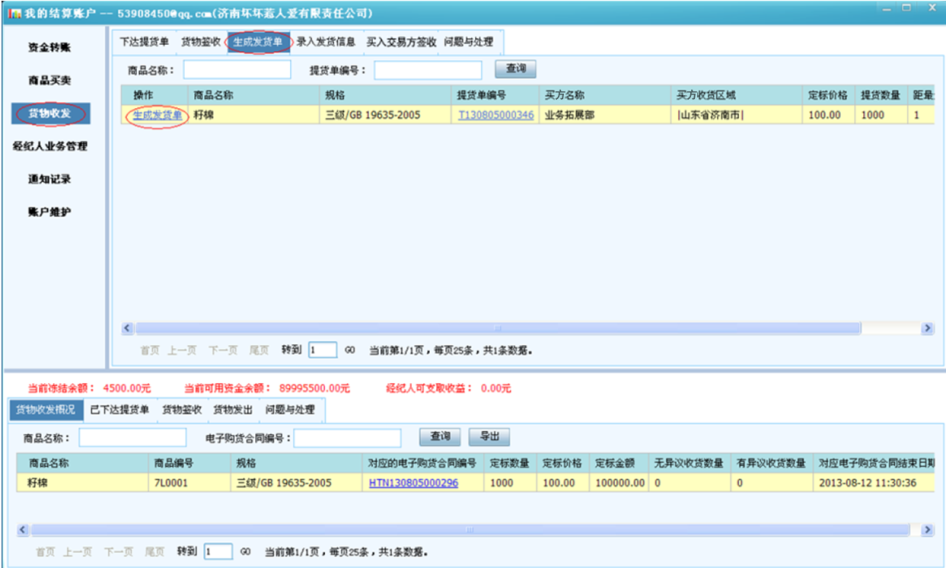 我的结算账户 -- 53908450@qq.com(济南坏坏蓝人爱有限责任公司)
资金转账
商品买卖
货物收发
经纪人业务管理
通知记录
账户维护
下达提货单 货物签收 生成发货单 录入发货信息 买入交易方签收 问题与处理
商品名称： 提货单编号： 查询
操作 商品名称 规格 提货单编号 买方名称 买方收货区域 定标价格 提货数量 距最
生成发货单 籽棉 三级/GB 19635-2005 T130805000346 业务拓展部 |山东省济南市| 100.00 1000 1
首页 上一页 下一页 尾页 转到 1 GO 当前第1/1页，每页25条，共1条数据。
当前冻结余额： 4500.00元 当前可用资金余额： 89995500.00元 经纪人可支取收益： 0.00元
货物收发概况 已下达提货单 货物签收 货物发出 问题与处理
商品名称： 电子购货合同编号： 查询 导出
商品名称 商品编号 规格 对应的电子购货合同编号 定标数量 定标价格 定标金额 无异议收货数量 有异议收货数量 对应电子购货合同结束日期
籽棉 7L0001 三级/GB 19635-2005 HTN130805000296 1000 100.00 100000.00 0 0 2013-08-12 11:30:36
首页 上一页 下一页 尾页 转到 1 GO 当前第1/1页，每页25条，共1条数据。